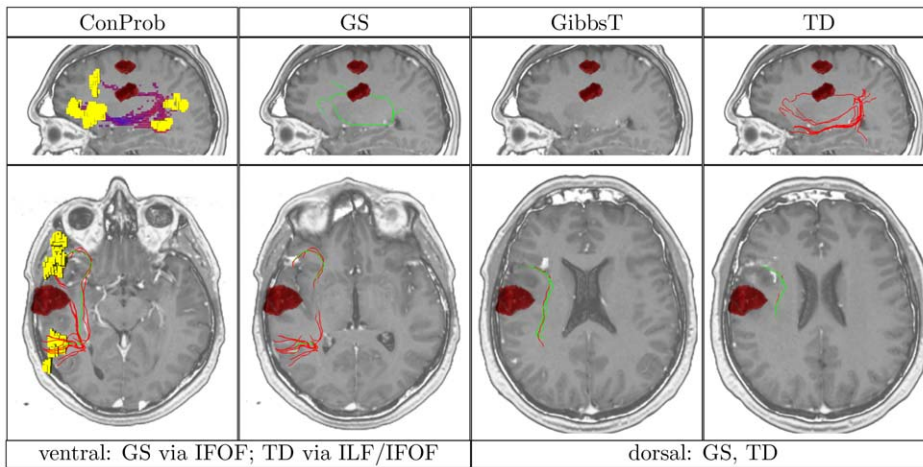 ConProb GS GibbsT TD
ventral: GS via IFOF; TD via ILF/IFOF dorsal: GS, TD